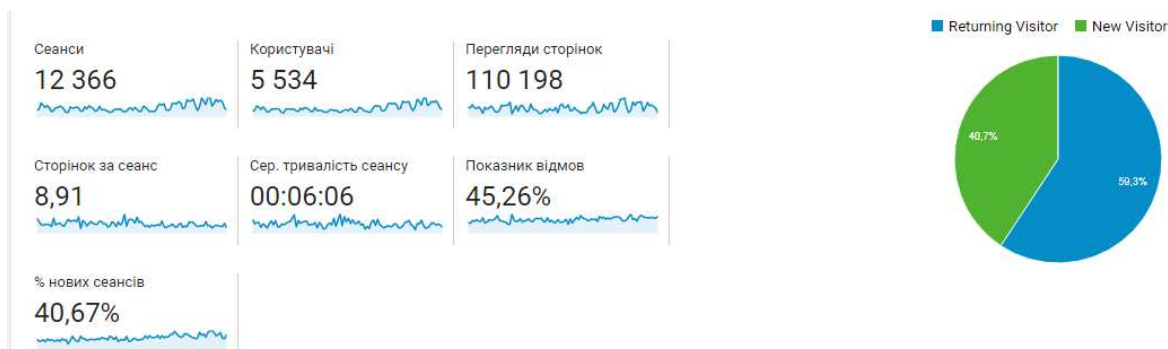 Сеанси
12 366
Користувачі
5 534
Перегляди сторінок
110 198
Сторінок за сеанс
8,91
Сер. тривалість сеансу
00:06:06
Показник відмов
45,26%
% нових сеансів
40,67%
Returning Visitor
New Visitor
40,7%
59,3%